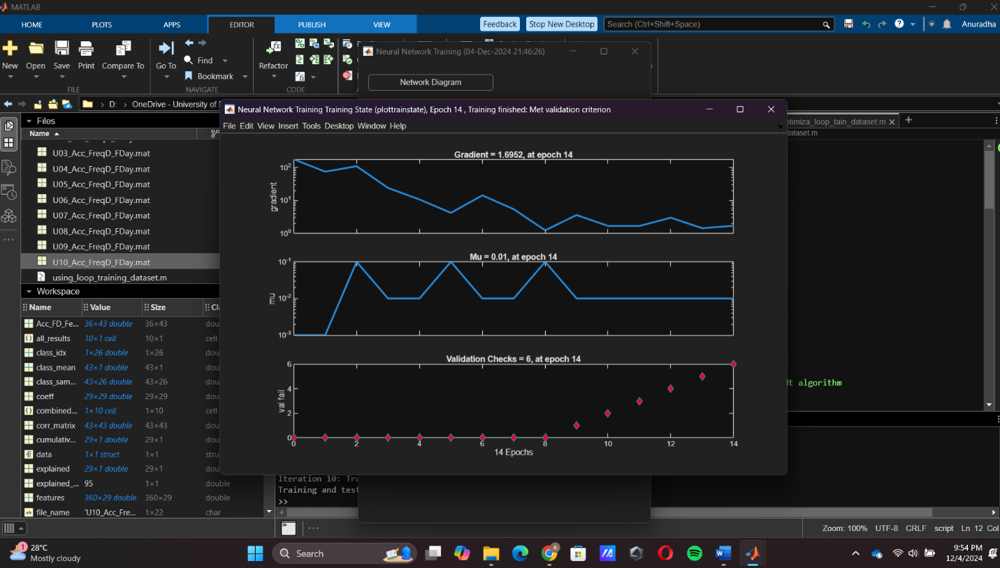 MATLAB
HOME PLOTS APPS EDITOR PUBLISH VIEW Feedback Stop New Desktop Search (Ctrl+Shift+Space) Anuradha
New Open Save Print Compare To Go To Find Bookmark Refactor
FILE NAVIGATE CODE
Neural Network Training (04-Dec-2024 21:46:26)
Network Diagram
D: › OneDrive - University of
Neural Network Training Training State (plottrainstate), Epoch 14 , Training finished: Met validation criterion
File Edit View Insert Tools Desktop Window Help
Files
Name
U03_Acc_FreqD_FDay.mat
U04_Acc_FreqD_FDay.mat
U05_Acc_FreqD_FDay.mat
U06_Acc_FreqD_FDay.mat
U07_Acc_FreqD_FDay.mat
U08_Acc_FreqD_FDay.mat
U09_Acc_FreqD_FDay.mat
U10_Acc_FreqD_FDay.mat
using_loop_training_dataset.m
Workspace
Name Value Size
Acc_FD_Fe... 36×43 double 36×43 dou
all_results 10×1 cell 10×1 cell
class_idx 1×26 double 1×26 dou
class_mean 43×1 double 43×1 dou
class_sam... 43×26 double 43×26 dou
coeff 29×29 double 29×29 dou
combined... 1×10 cell 1×10 cell
corr_matrix 43×43 double 43×43 dou
cumulativ... 29×1 double 29×1 dou
data 1×1 struct 1×1 stru
explained 29×1 double 29×1 dou
explained_... 95 1×1 double
features 360×29 double 360×29 double
file_name 'U10_Acc_Fre... 1×22 char
Gradient = 1.6952, at epoch 14
gradient
10² 10¹ 10⁰
Mu = 0.01, at epoch 14
mu
10⁻¹ 10⁻² 10⁻³
Validation Checks = 6, at epoch 14
val fail
6 4 2 0
0 2 4 6 8 10 12 14
14 Epochs
timiza_loop_tain_dataset.m
dataset.m
dt algorithm
Iteration 10: Tra
Training and test
>>
Zoom: 100% UTF-8 CRLF script Ln 12 Col
1
28°C
Mostly cloudy
Search
9:54 PM
12/4/2024